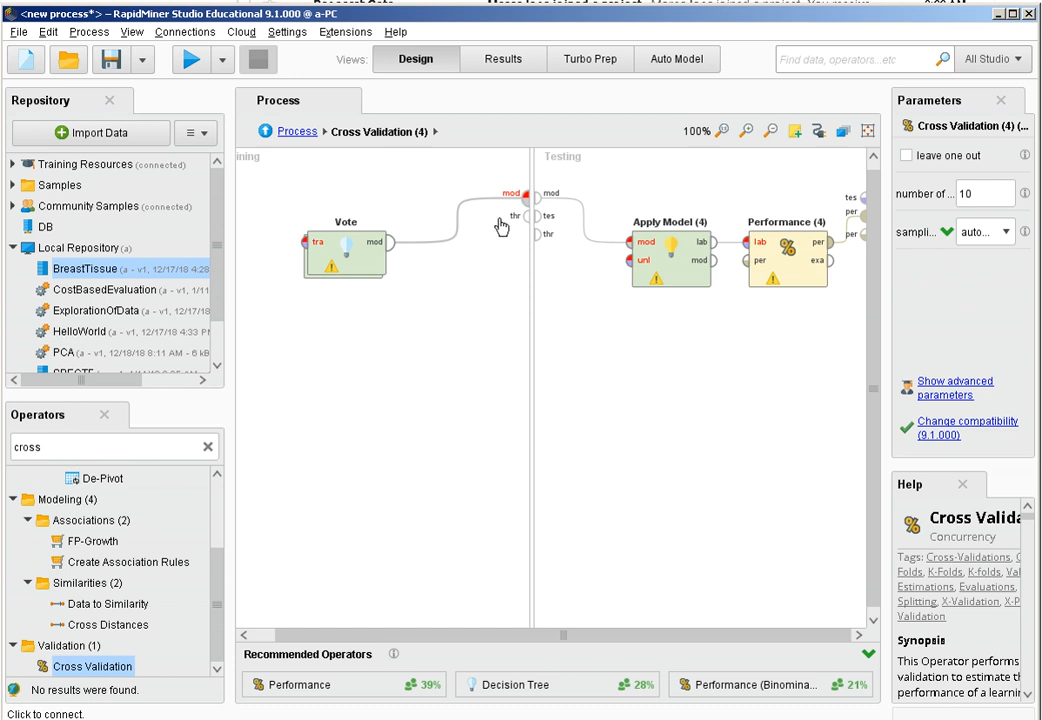 <new process*> – RapidMiner Studio Educational 9.1.000 @ a-PC
File Edit Process View Connections Cloud Settings Extensions Help
Views: Design Results Turbo Prep Auto Model
Find data, operators...etc
All Studio
Repository
Import Data
Training Resources (connected)
Samples
Community Samples (connected)
DB
Local Repository (a)
BreastTissue (a - v1, 12/17/18 4:28
CostBasedEvaluation (a - v1, 1/11
ExplorationOfData (a - v1, 12/17/18
HelloWorld (a - v1, 12/17/18 4:33 PM
PCA (a - v1, 12/18/18 8:11 AM - 6 kB
Operators
cross
De-Pivot
Modeling (4)
Associations (2)
FP-Growth
Create Association Rules
Similarities (2)
Data to Similarity
Cross Distances
Validation (1)
Cross Validation
No results were found.
Click to connect.
Process
Process Cross Validation (4)
100%
ining
Testing
mod mod
thr tes
thr
Vote
tra mod
Apply Model (4)
mod lab
unl mod
Performance (4)
lab per
per exa
tes
per
per
Recommended Operators
Performance 39%
Decision Tree 28%
Performance (Binomina... 21%
Parameters
Cross Validation (4) (...
leave one out
number of ... 10
sampli... auto...
Show advanced
parameters
Change compatibility
(9.1.000)
Help
Cross Valida
Concurrency
Tags: Cross-Validations,
Folds, K-Folds, K-folds, Val
Estimations, Evaluations,
Splitting, X-Validation, X-P
Validation
Synopsis
This Operator performs
validation to estimate th
performance of a learnin